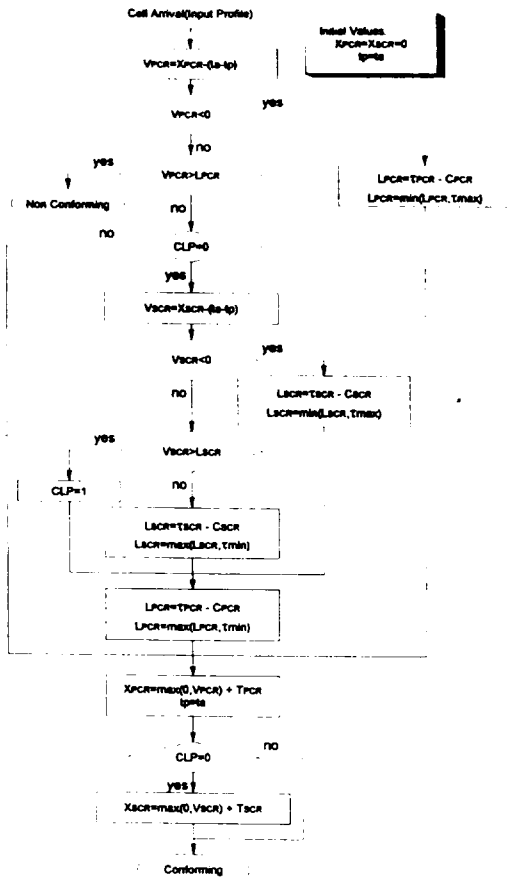 Cell Arrival(Input Profile)
Initial Values.
XPCR=XSCR=0
tp=ta
VPCR=XPCR-(ta-tp)
yes
VPCR<0
no
yes
VPCR>LPCR
LPCR=τPCR - CPCR
LPCR=min(LPCR,τmax)
Non Conforming
no
no
CLP=0
yes
VSCR=XSCR-(ta-tp)
VSCR<0
yes
no
LSCR=τSCR - CSCR
LSCR=min(LSCR,τmax)
yes
VSCR>LSCR
no
CLP=1
LSCR=τSCR - CSCR
LSCR=max(LSCR,τmin)
LPCR=τPCR - CPCR
LPCR=max(LPCR,τmin)
XPCR=max(0,VPCR) + TPCR
tp=ta
no
CLP=0
yes
XSCR=max(0,VSCR) + TSCR
Conforming